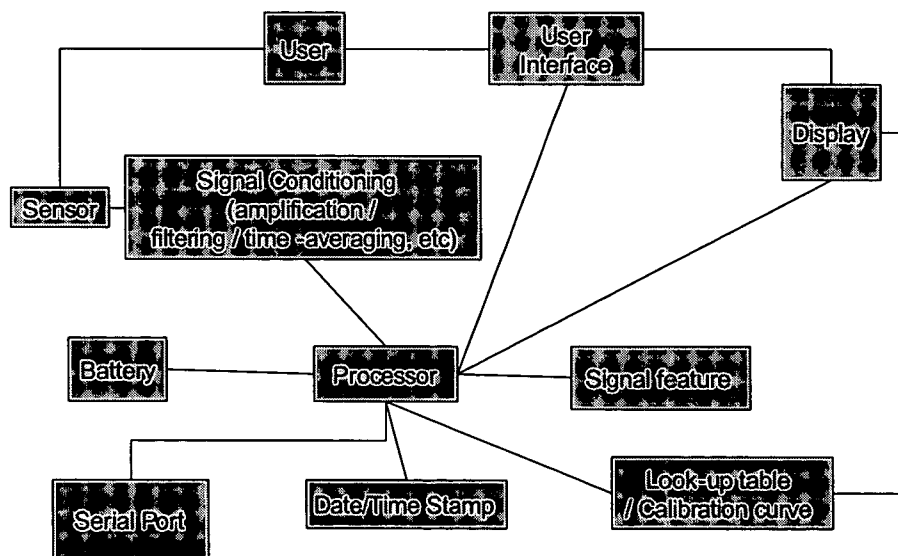 User
User
Interface
Display
Sensor
Signal Conditioning
(amplification /
filtering / time -averaging, etc)
Battery
Processor
Signal feature
Serial Port
Date/Time Stamp
Look-up table
/ Calibration curve